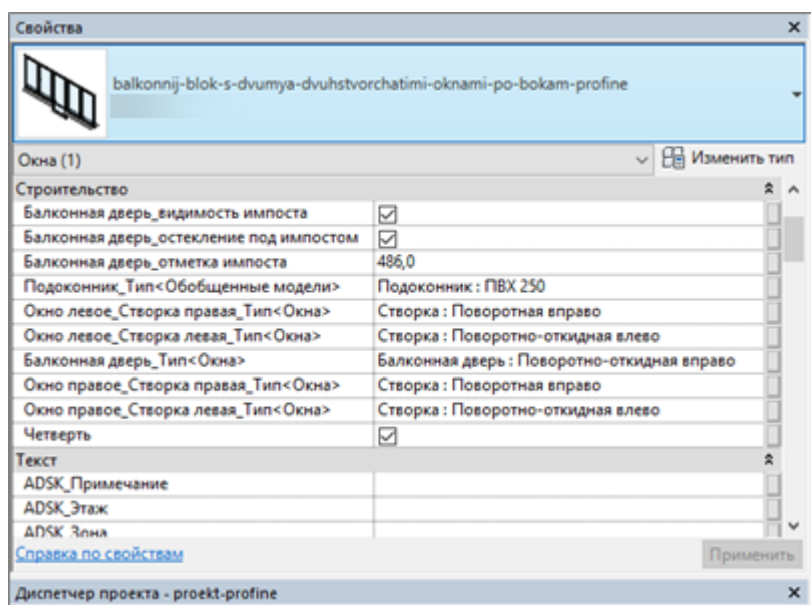 Свойства
balkonnij-blok-s-dvumya-dvuhstvorchatimi-oknami-po-bokam-profine
Окна (1) Изменить тип
Строительство
Балконная дверь_видимость импоста
Балконная дверь_остекление под импостом
Балконная дверь_отметка импоста 486,0
Подоконник_Тип<Обобщенные модели> Подоконник : ПВХ 250
Окно левое_Створка правая_Тип<Окна> Створка : Поворотная вправо
Окно левое_Створка левая_Тип<Окна> Створка : Поворотно-откидная влево
Балконная дверь_Тип<Окна> Балконная дверь : Поворотно-откидная вправо
Окно правое_Створка правая_Тип<Окна> Створка : Поворотная вправо
Окно правое_Створка левая_Тип<Окна> Створка : Поворотно-откидная влево
Четверть
Текст
ADSK_Примечание
ADSK_Этаж
ADSK_Зона
Справка по свойствам Применить
Диспетчер проекта - proekt-profine